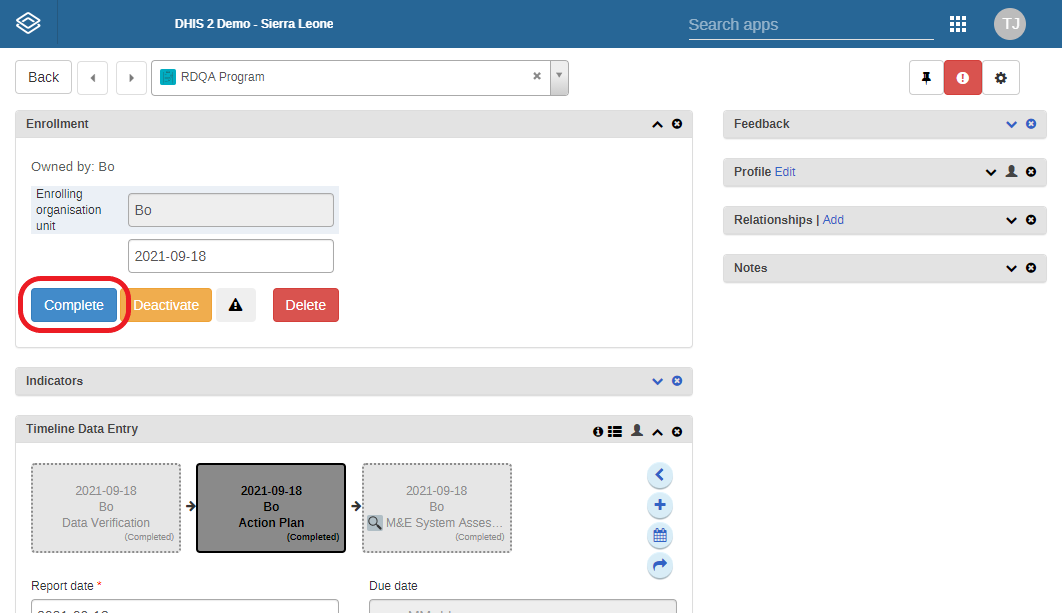 DHIS 2 Demo - Sierra Leone
Search apps
TJ
Back
RDQA Program
Enrollment
Owned by: Bo
Enrolling
organisation
unit
Bo
2021-09-18
Complete
Deactivate
Delete
Indicators
Timeline Data Entry
2021-09-18
Bo
Data Verification
(Completed)
2021-09-18
Bo
Action Plan
(Completed)
2021-09-18
Bo
M&E System Asses...
(Completed)
Report date *
Due date
Feedback
Profile Edit
Relationships | Add
Notes